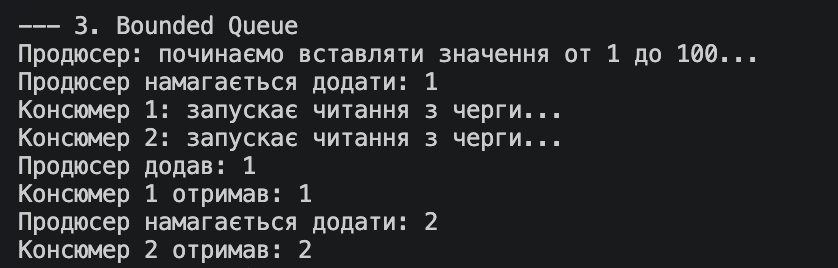 --- 3. Bounded Queue
Продюсер: починаємо вставляти значення от 1 до 100...
Продюсер намагається додати: 1
Консюмер 1: запускає читання з черги...
Консюмер 2: запускає читання з черги...
Продюсер додав: 1
Консюмер 1 отримав: 1
Продюсер намагається додати: 2
Консюмер 2 отримав: 2